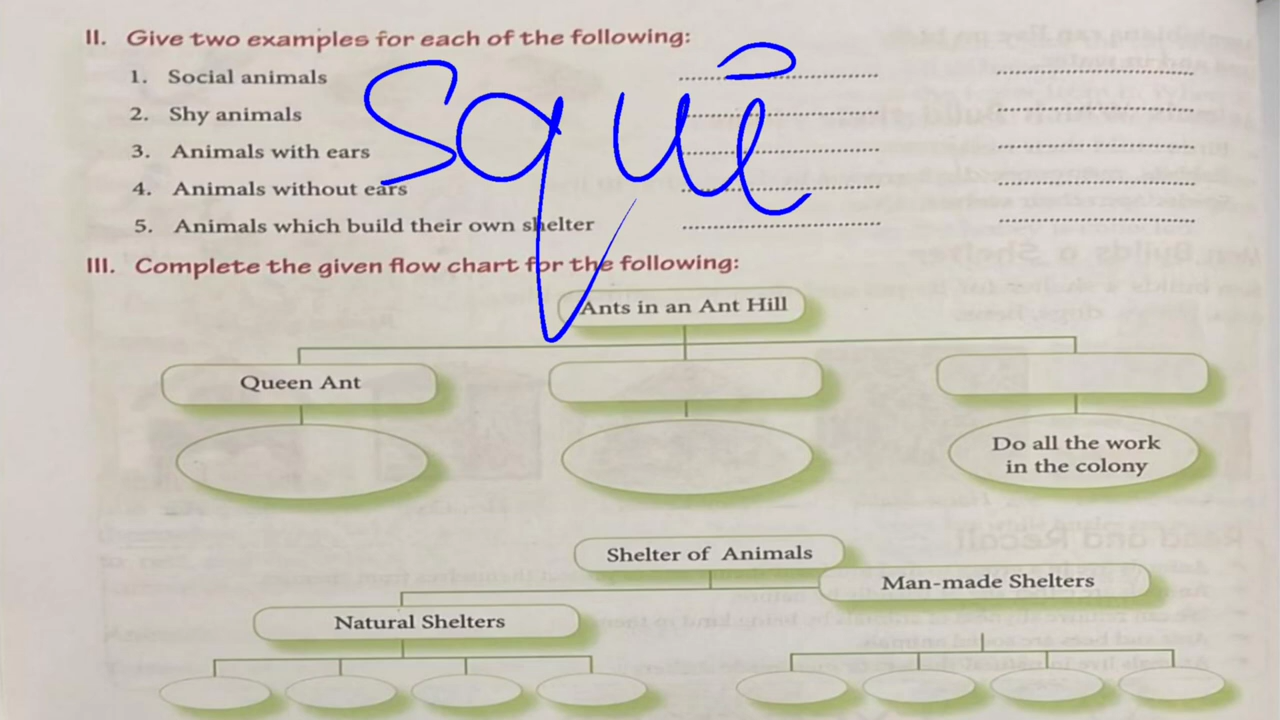 II. Give two examples for each of the following:
1. Social animals
2. Shy animals
3. Animals with ears
4. Animals without ears
5. Animals which build their own shelter
III. Complete the given flow chart for the following:
Ants in an Ant Hill
Queen Ant
Do all the work
in the colony
Shelter of Animals
Man-made Shelters
Natural Shelters